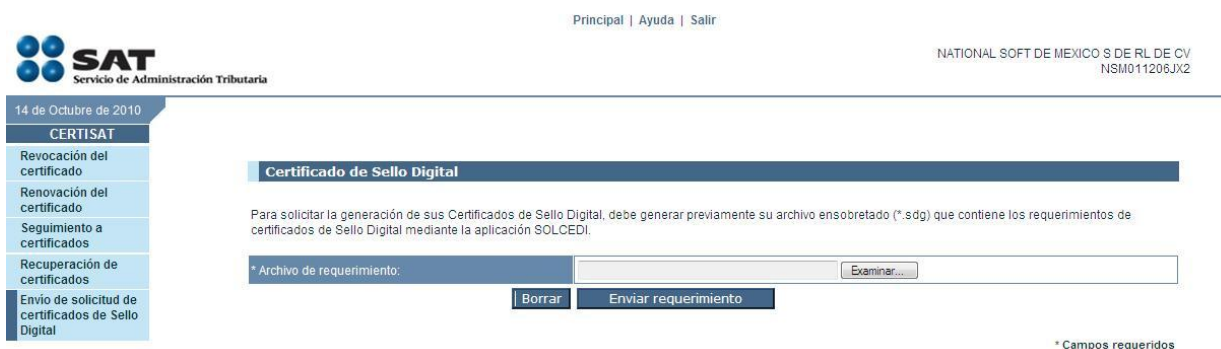 Principal | Ayuda | Salir
SAT
Servicio de Administración Tributaria
NATIONAL SOFT DE MEXICO S DE RL DE CV
NSM011206JX2
14 de Octubre de 2010
CERTISAT
Revocación del
certificado
Renovación del
certificado
Seguimiento a
certificados
Recuperación de
certificados
Envío de solicitud de
certificados de Sello
Digital
Certificado de Sello Digital
Para solicitar la generación de sus Certificados de Sello Digital, debe generar previamente su archivo ensobretado (*.sdg) que contiene los requerimientos de
certificados de Sello Digital mediante la aplicación SOLCEDI.
* Archivo de requerimiento:
Examinar...
Borrar
Enviar requerimiento
* Campos requeridos